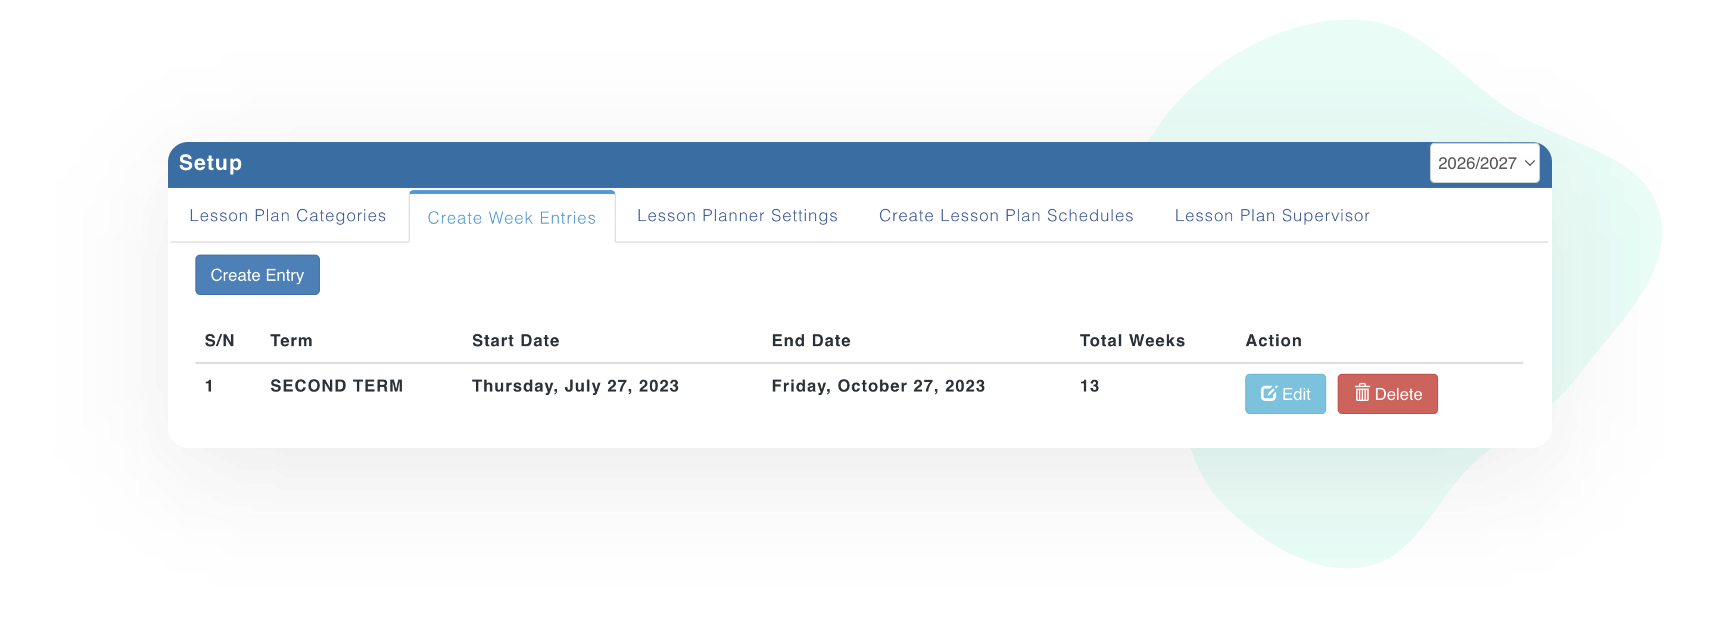 Setup
2026/2027
Lesson Plan Categories Create Week Entries Lesson Planner Settings Create Lesson Plan Schedules Lesson Plan Supervisor
Create Entry
S/N Term Start Date End Date Total Weeks Action
1 SECOND TERM Thursday, July 27, 2023 Friday, October 27, 2023 13 Edit Delete